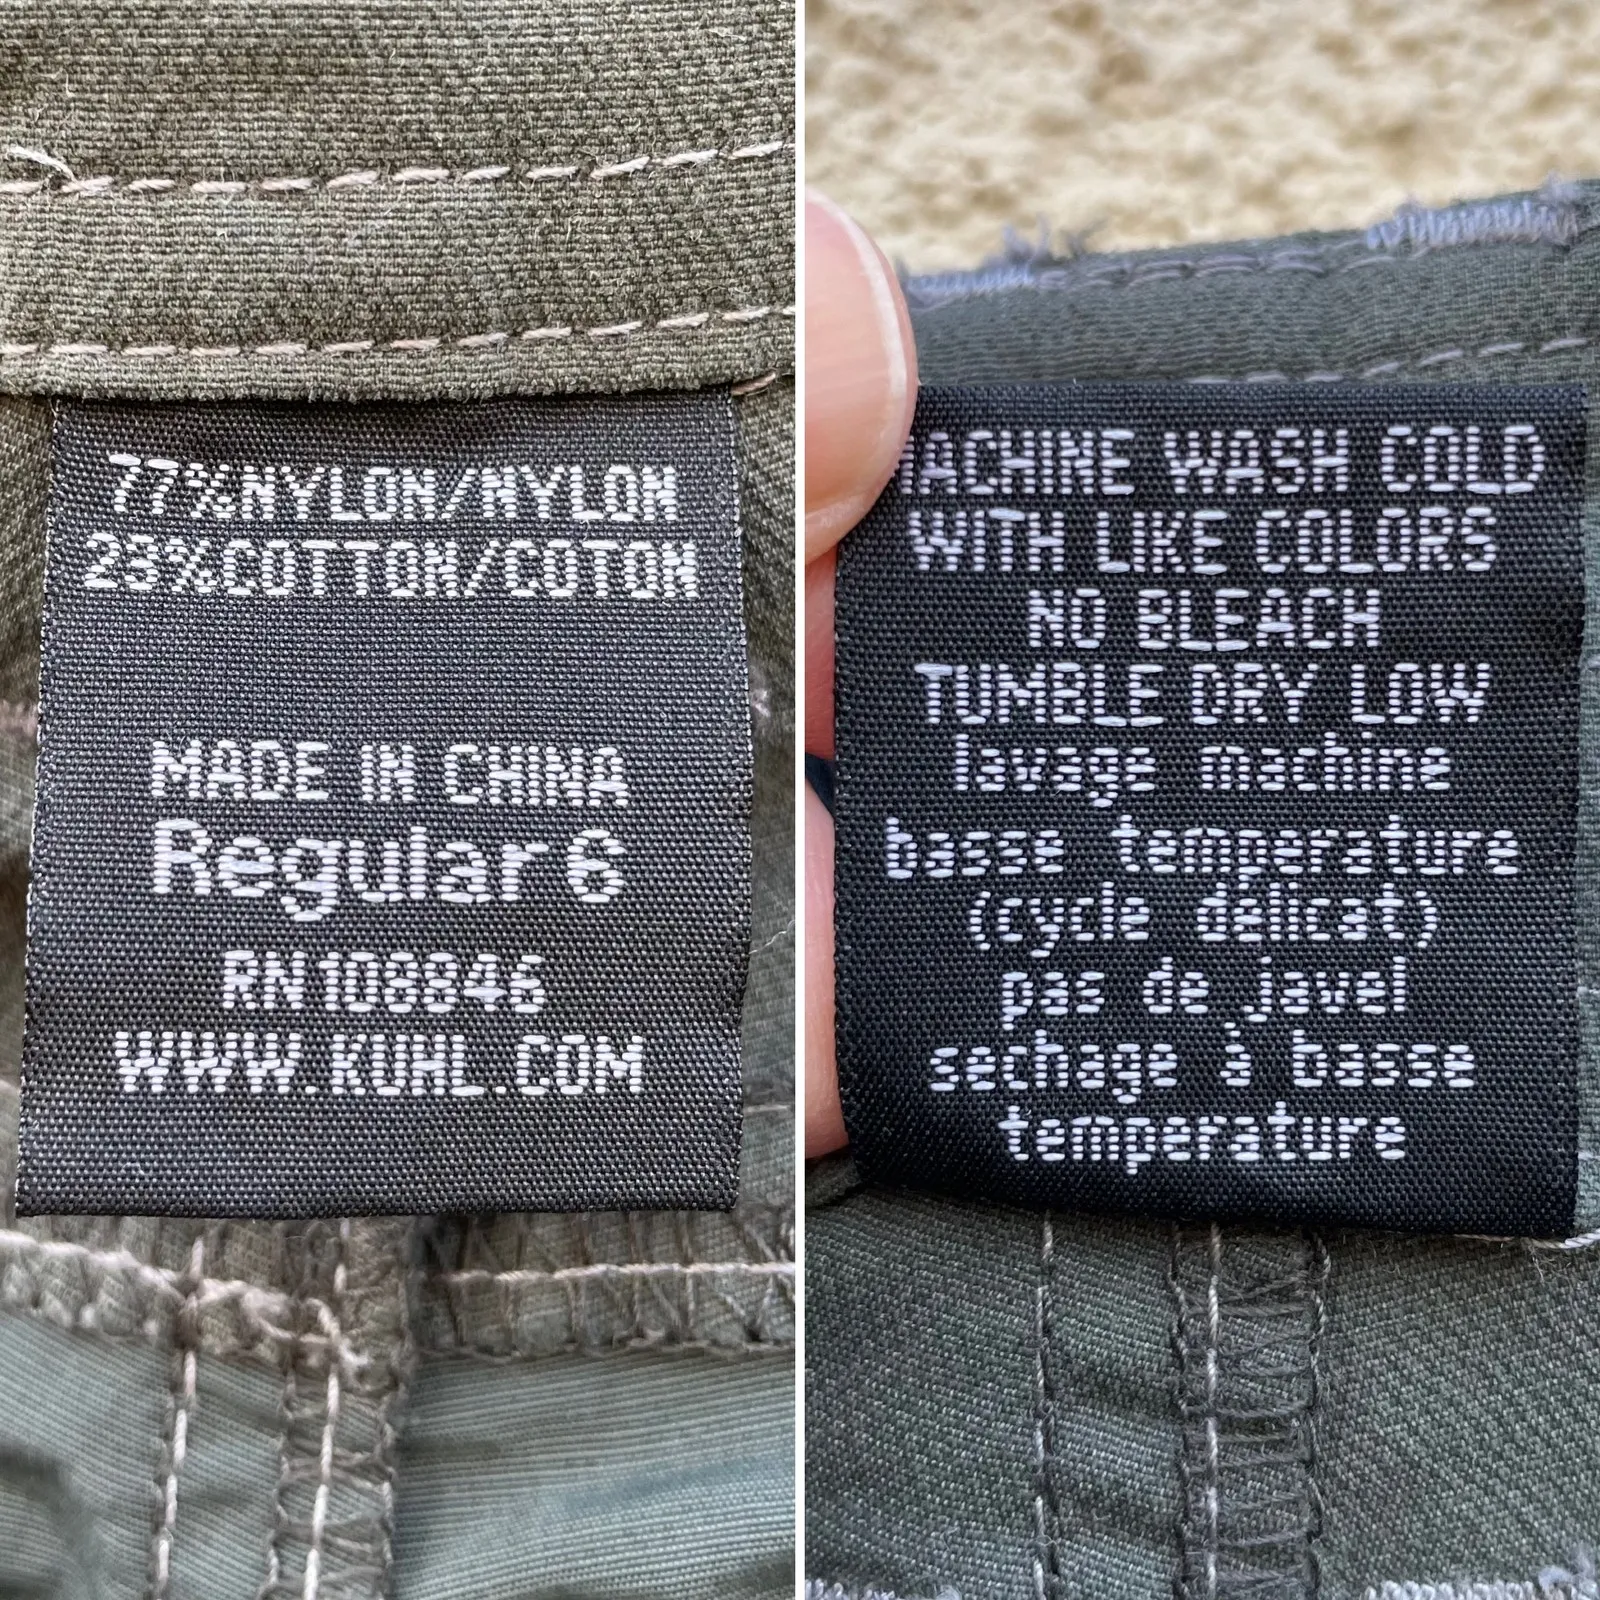 77%NYLON/NYLON
23%COTTON/COTON
MADE IN CHINA
Regular 6
RN108846
WWW.KUHL.COM
MACHINE WASH COLD
WITH LIKE COLORS
NO BLEACH
TUMBLE DRY LOW
lavage machine
basse temperature
(cycle délicat)
pas de javel
sechage à basse
temperature